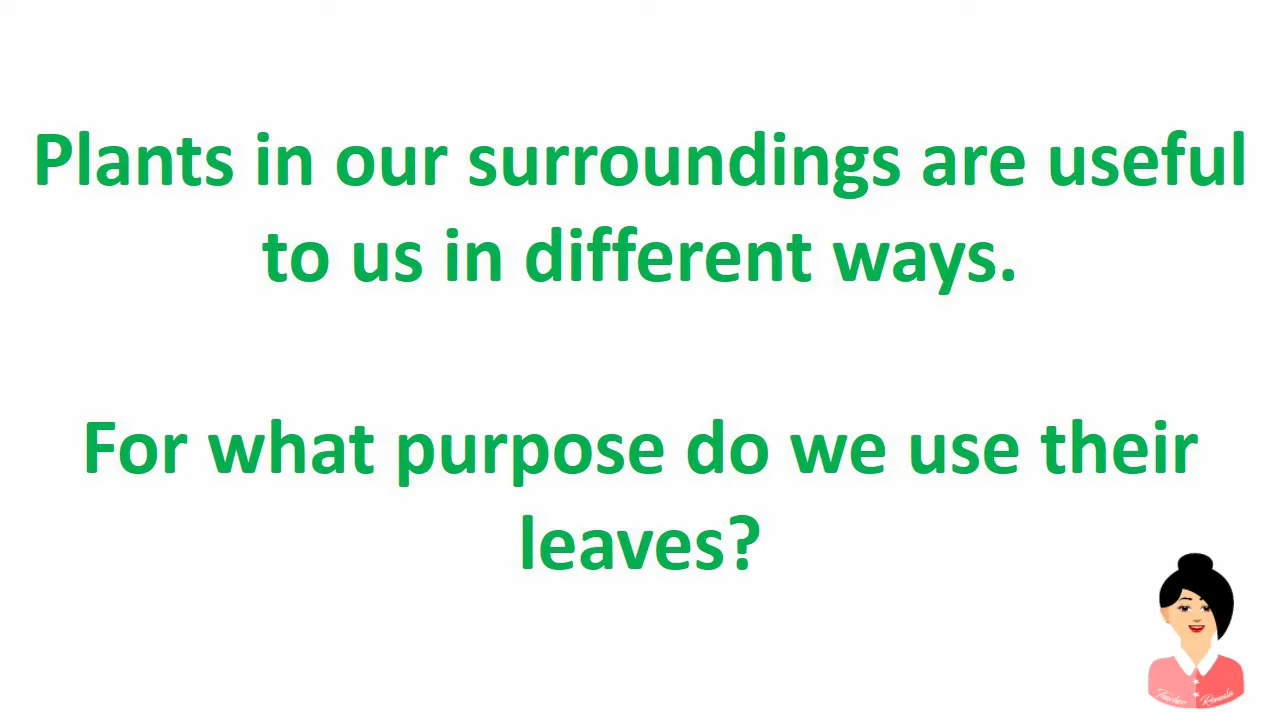 Plants in our surroundings are useful
to us in different ways.
For what purpose do we use their
leaves?
Teacher